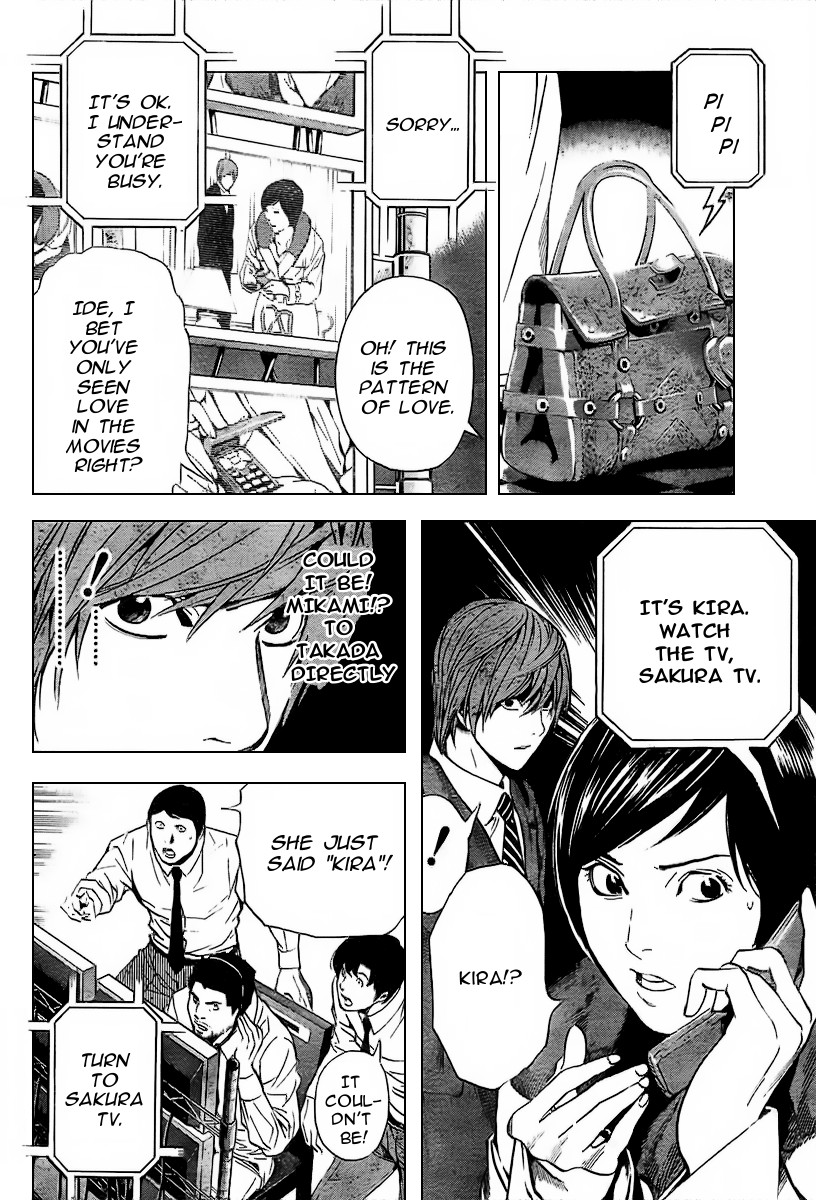 PI
PI
PI
SORRY...
IT'S OK.
I UNDER-
STAND
YOU'RE
BUSY.
OH! THIS
IS THE
PATTERN
OF LOVE.
IDE, I
BET
YOU'VE
ONLY
SEEN
LOVE
IN THE
MOVIES
RIGHT?
IT'S KIRA.
WATCH
THE TV,
SAKURA TV.
!
KIRA!?
!
COULD
IT BE!
MIKAMI!?
TO
TAKADA
DIRECTLY
SHE JUST
SAID "KIRA"!
IT
COUL-
DN'T
BE!
TURN
TO
SAKURA
TV.